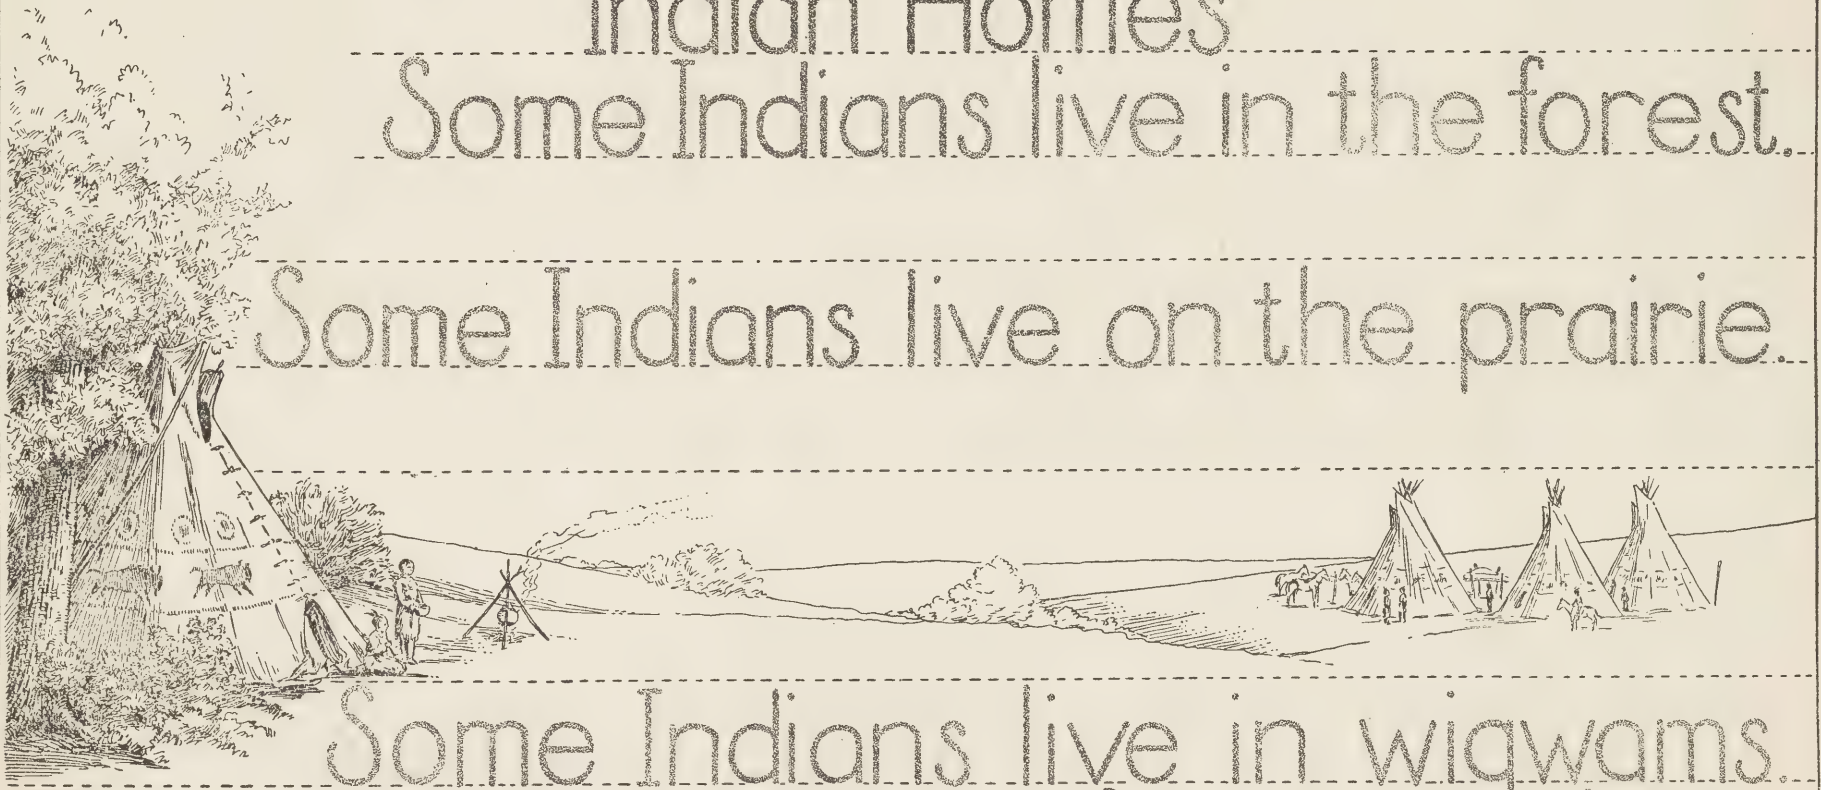 Indian Homes
Some Indians live in the forest.
Some Indians live on the prairie.
Some Indians live in wigwams.